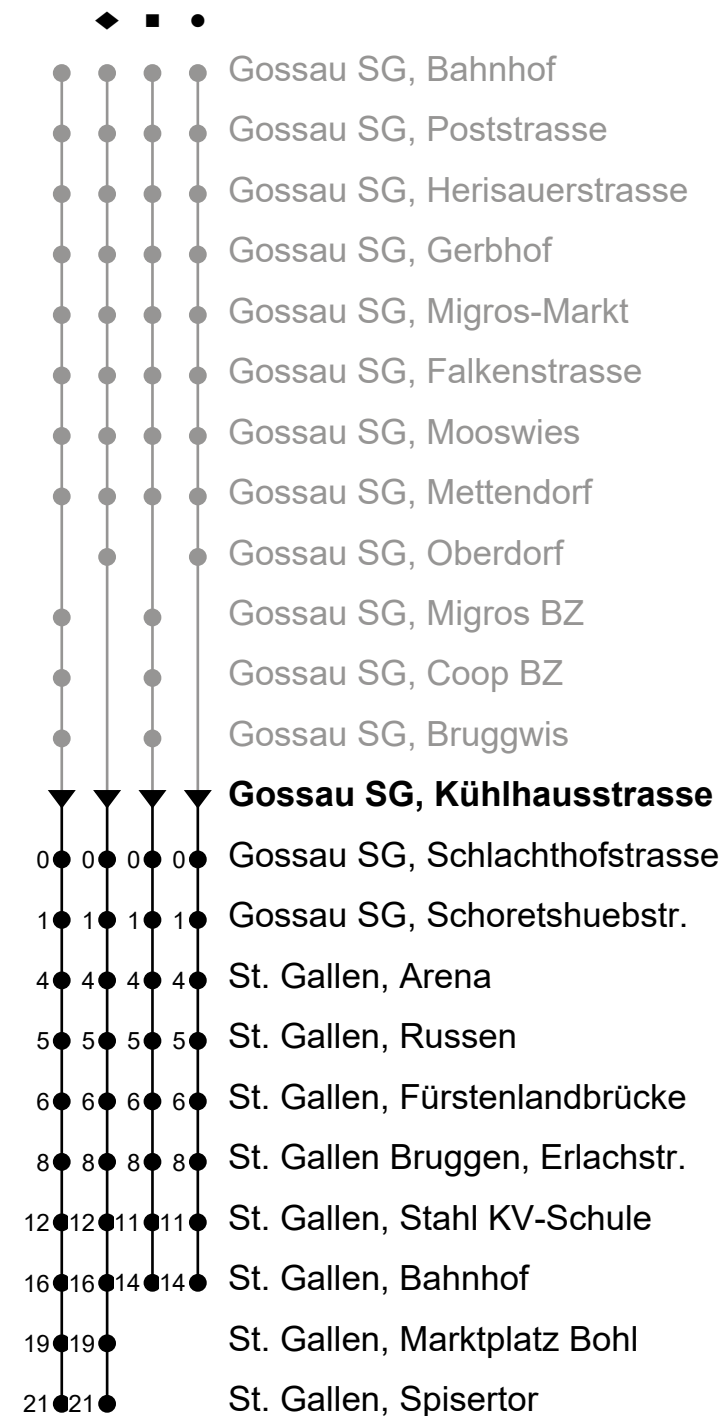 Gossau SG, Bahnhof
Gossau SG, Poststrasse
Gossau SG, Herisauerstrasse
Gossau SG, Gerbhof
Gossau SG, Migros-Markt
Gossau SG, Falkenstrasse
Gossau SG, Mooswies
Gossau SG, Mettendorf
Gossau SG, Oberdorf
Gossau SG, Migros BZ
Gossau SG, Coop BZ
Gossau SG, Bruggwis
Gossau SG, Kühlhausstrasse
0 0 0 0 Gossau SG, Schlachthofstrasse
1 1 1 1 Gossau SG, Schoretshuebstr.
4 4 4 4 St. Gallen, Arena
5 5 5 5 St. Gallen, Russen
6 6 6 6 St. Gallen, Fürstenlandbrücke
8 8 8 8 St. Gallen Bruggen, Erlachstr.
12 12 11 11 St. Gallen, Stahl KV-Schule
16 16 14 14 St. Gallen, Bahnhof
19 19 St. Gallen, Marktplatz Bohl
21 21 St. Gallen, Spisertor